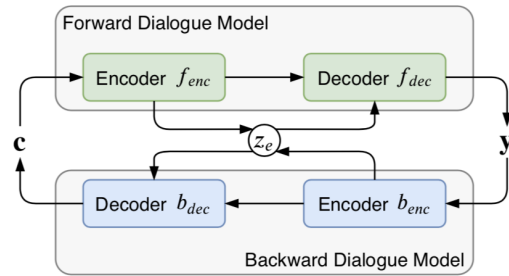 Forward Dialogue Model
Encoder f_enc
Decoder f_dec
c
z_e
y
Decoder b_dec
Encoder b_enc
Backward Dialogue Model